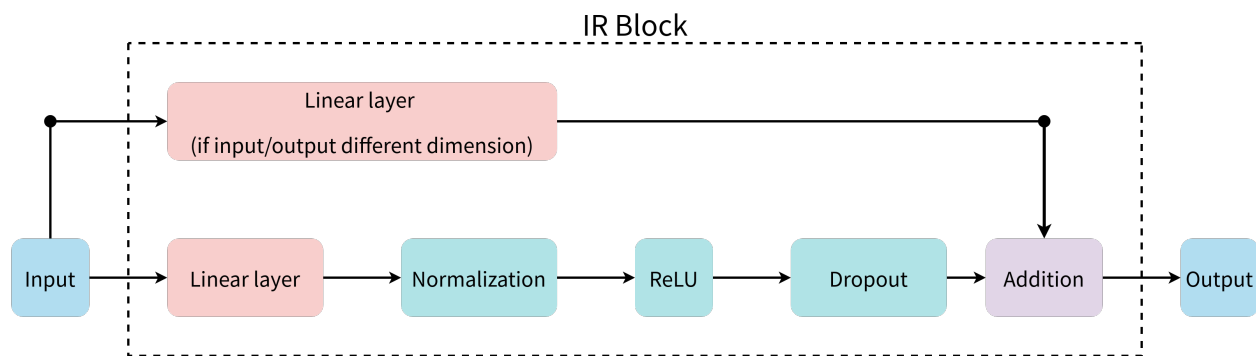 IR Block
Linear layer
(if input/output different dimension)
Input
Linear layer
Normalization
ReLU
Dropout
Addition
Output